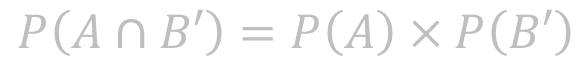 P(A ∩ B′) = P(A) × P(B′)